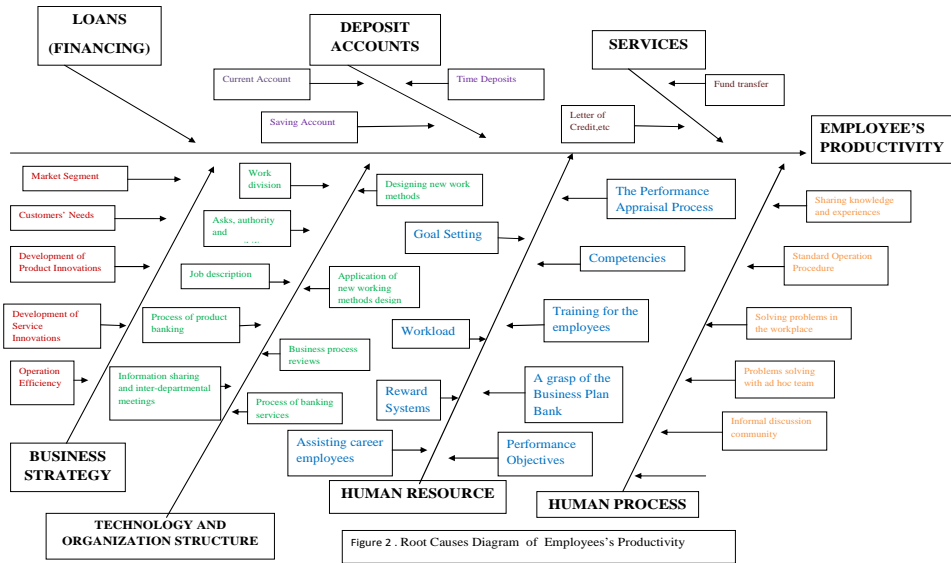 LOANS
(FINANCING)
DEPOSIT
ACCOUNTS
SERVICES
Current Account
Time Deposits
Saving Account
Fund transfer
Letter of
Credit,etc
EMPLOYEE'S
PRODUCTIVITY
Market Segment
Customers' Needs
Development of
Product Innovations
Development of
Service
Innovations
Operation
Efficiency
BUSINESS
STRATEGY
Work
division
Asks, authority
and
Job description
Process of product
banking
Information sharing
and inter-departmental
meetings
Designing new work
methods
Application of
new working
methods design
Business process
reviews
Process of banking
services
TECHNOLOGY AND
ORGANIZATION STRUCTURE
Goal Setting
Workload
Reward
Systems
Assisting career
employees
The Performance
Appraisal Process
Competencies
Training for the
employees
A grasp of the
Business Plan
Bank
Performance
Objectives
HUMAN RESOURCE
Sharing knowledge
and experiences
Standard Operation
Procedure
Solving problems in
the workplace
Problems solving
with ad hoc team
Informal discussion
community
HUMAN PROCESS
Figure 2 . Root Causes Diagram of Employees's Productivity